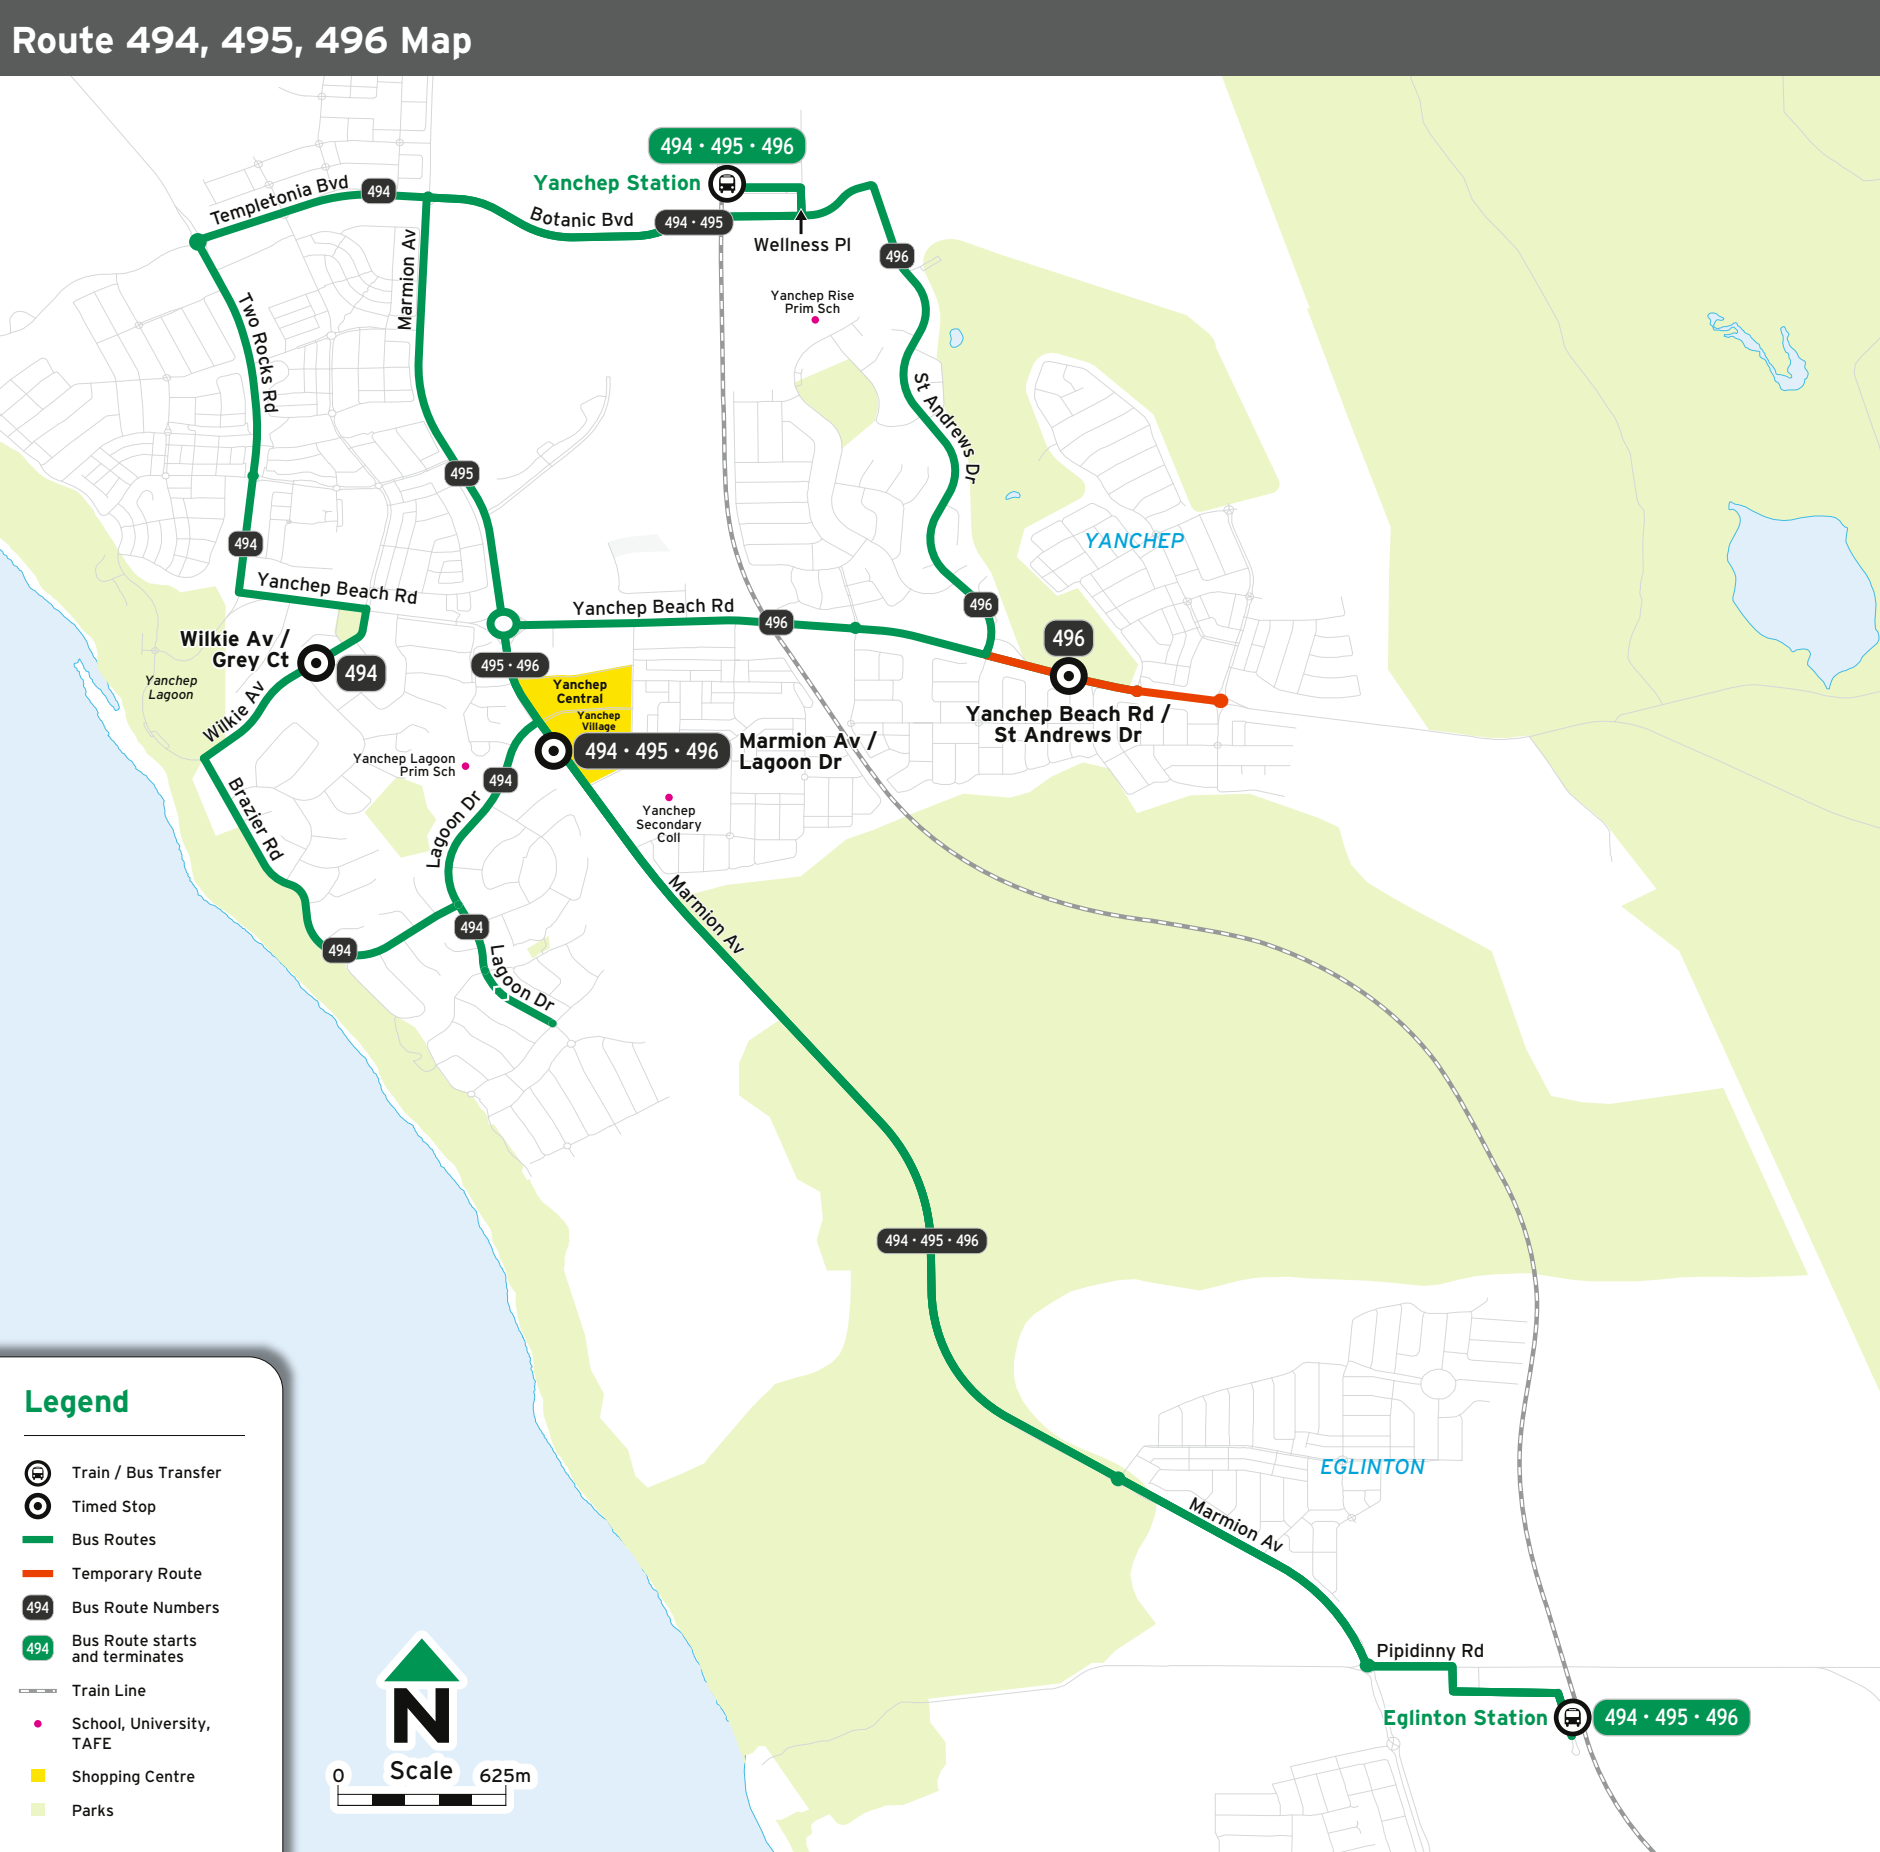 Route 494, 495, 496 Map
494 • 495 • 496
Yanchep Station
Templetonia Bvd
494
Botanic Bvd
494 • 495
Wellness Pl
Marmion Av
496
Two Rocks Rd
Yanchep Rise
Prim Sch
St Andrews Dr
495
494
YANCHEP
Yanchep Beach Rd
Yanchep Beach Rd
496
496
496
Wilkie Av /
Grey Ct
494
495 • 496
Yanchep
Lagoon
Wilkie Av
Yanchep
Central
Yanchep
Village
Yanchep Beach Rd /
St Andrews Dr
494 • 495 • 496
Marmion Av /
Lagoon Dr
Yanchep Lagoon
Prim Sch
494
Brazier Rd
Lagoon Dr
Yanchep
Secondary
Coll
Marmion Av
494
494
Lagoon Dr
494 • 495 • 496
EGLINTON
Marmion Av
Pipidinny Rd
Eglinton Station
494 • 495 • 496
Legend
Train / Bus Transfer
Timed Stop
Bus Routes
Temporary Route
494
Bus Route Numbers
494
Bus Route starts
and terminates
Train Line
School, University,
TAFE
Shopping Centre
Parks
N
Scale
0
625m